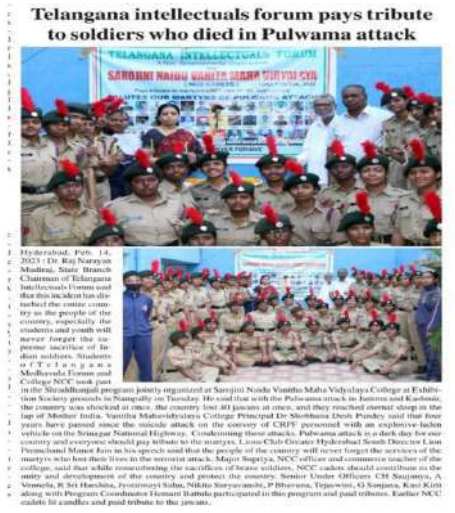 Telangana intellectuals forum pays tribute
to soldiers who died in Pulwama attack
TELANGANA INTELLECTUALS FORUM
SAROJINI NAIDU VANITA MAHA VIDYALAYA
OUR MARTYRS OF PULWAMA ATTACK
Hyderabad, Feb. 14,
2023 : Dr. Raj Narayan
Mudiraj, State Branch
Chairman of Telangana
Intellectuals Forum said
that this incident has dis-
turbed the entire coun-
try as the people of the
country, especially the
students and youth will
never forget the su-
preme sacrifice of In-
dian soldiers. Students
of Telangana
Medhavula Forum and
College NCC took part
in the Shraddhanjali program jointly organized at Sarojini Naidu Vanitha Maha Vidyalaya College at Exhibi-
tion Society grounds in Nampally on Tuesday. He said that with the Pulwama attack in Jammu and Kashmir,
the country was shocked at once, the country lost 40 jawans at once, and they reached eternal sleep in the
lap of Mother India. Vanitha Mahavidyalaya College Principal Dr Shobhana Desh Pandey said that four
years have passed since the suicide attack on the convoy of CRPF personnel with an explosive-laden
vehicle on the Srinagar National Highway. Condemning these attacks, Pulwama attack is a dark day for our
country and everyone should pay tribute to the martyrs. Lions Club Greater Hyderabad South Director Lion
Premchand Munot Jain in his speech said that the people of the country will never forget the services of the
martyrs who lost their lives in the terrorist attack. Major Supriya, NCC officer and commerce teacher of the
college, said that while remembering the sacrifices of brave soldiers, NCC cadets should contribute to the
unity and development of the country and protect the country. Senior Under Officers CH Saujanya, A
Vennela, R Sri Harshita, Jyotirmayi Sahu, Nikita Suryavanshi, P Bhavana, Tejaswini, G Sanjana, Kasi Kirti
along with Program Coordinator Hemant Battula participated in this program and paid tributes. Earlier NCC
cadets lit candles and paid tribute to the jawans.